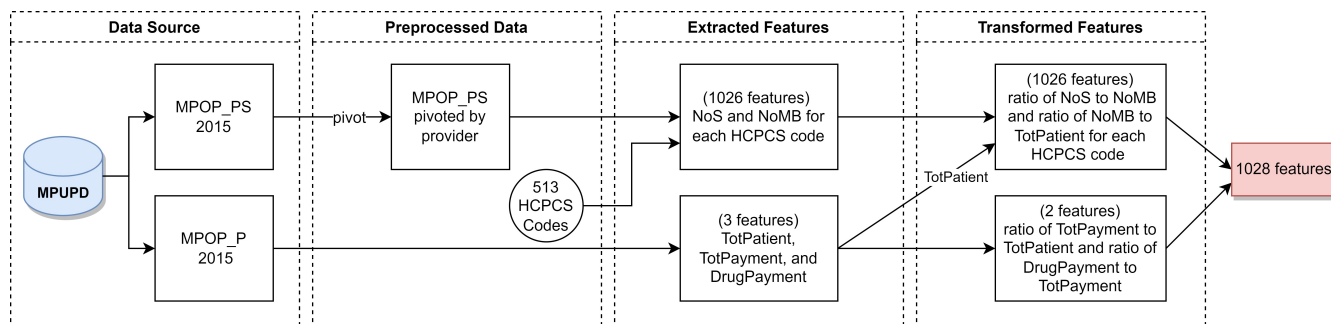 Data Source
Preprocessed Data
Extracted Features
Transformed Features
MPUPD
MPOP_PS
2015
pivot
MPOP_PS
pivoted by
provider
(1026 features)
NoS and NoMB for
each HCPCS code
(1026 features)
ratio of NoS to NoMB
and ratio of NoMB to
TotPatient for each
HCPCS code
1028 features
513
HCPCS
Codes
TotPatient
MPOP_P
2015
(3 features)
TotPatient,
TotPayment, and
DrugPayment
(2 features)
ratio of TotPayment to
TotPatient and ratio of
DrugPayment to
TotPayment